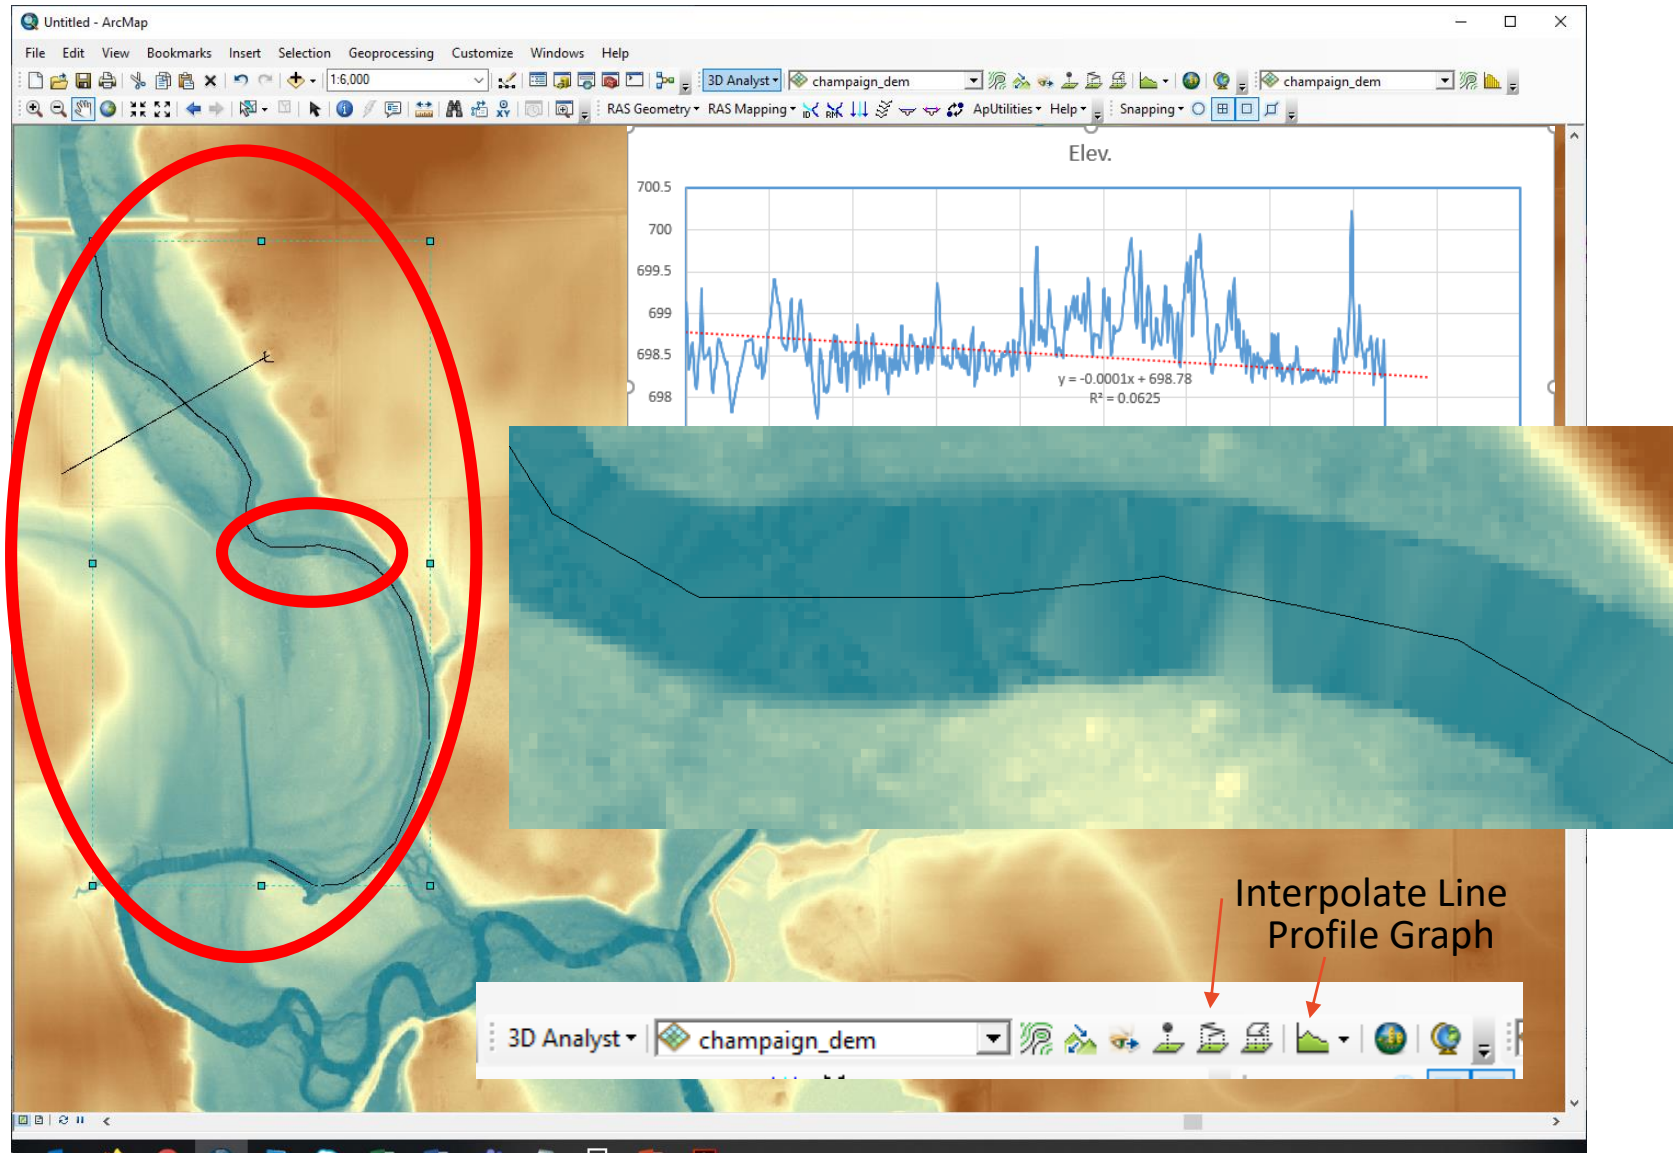 Untitled - ArcMap
File Edit View Bookmarks Insert Selection Geoprocessing Customize Windows Help
1:6,000 3D Analyst champaign_dem champaign_dem
RAS Geometry RAS Mapping ID RAK ApUtilities Help Snapping
Elev.
700.5
700
699.5
699
698.5
698
y = -0.0001x + 698.78
R² = 0.0625
Interpolate Line
Profile Graph
3D Analyst champaign_dem